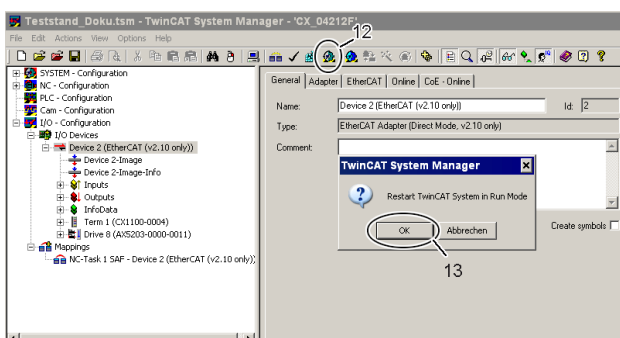 Teststand_Doku.tsm - TwinCAT System Manager - 'CX_04212F'
12
File Edit Actions View Options Help
SYSTEM - Configuration
NC - Configuration
PLC - Configuration
Cam - Configuration
I/O - Configuration
I/O Devices
Device 2 (EtherCAT (v2.10 only))
Device 2-Image
Device 2-Image-Info
Inputs
Outputs
InfoData
Term 1 (CX1100-0004)
Drive 8 (AX5203-0000-0011)
Mappings
NC-Task 1 SAF - Device 2 (EtherCAT (v2.10 only))
General Adapter EtherCAT Online CoE - Online
Name: Device 2 (EtherCAT (v2.10 only)) Id: 2
Type: EtherCAT Adapter (Direct Mode, v2.10 only)
Comment:
TwinCAT System Manager
Restart TwinCAT System in Run Mode
OK Abbrechen
Create symbols
13